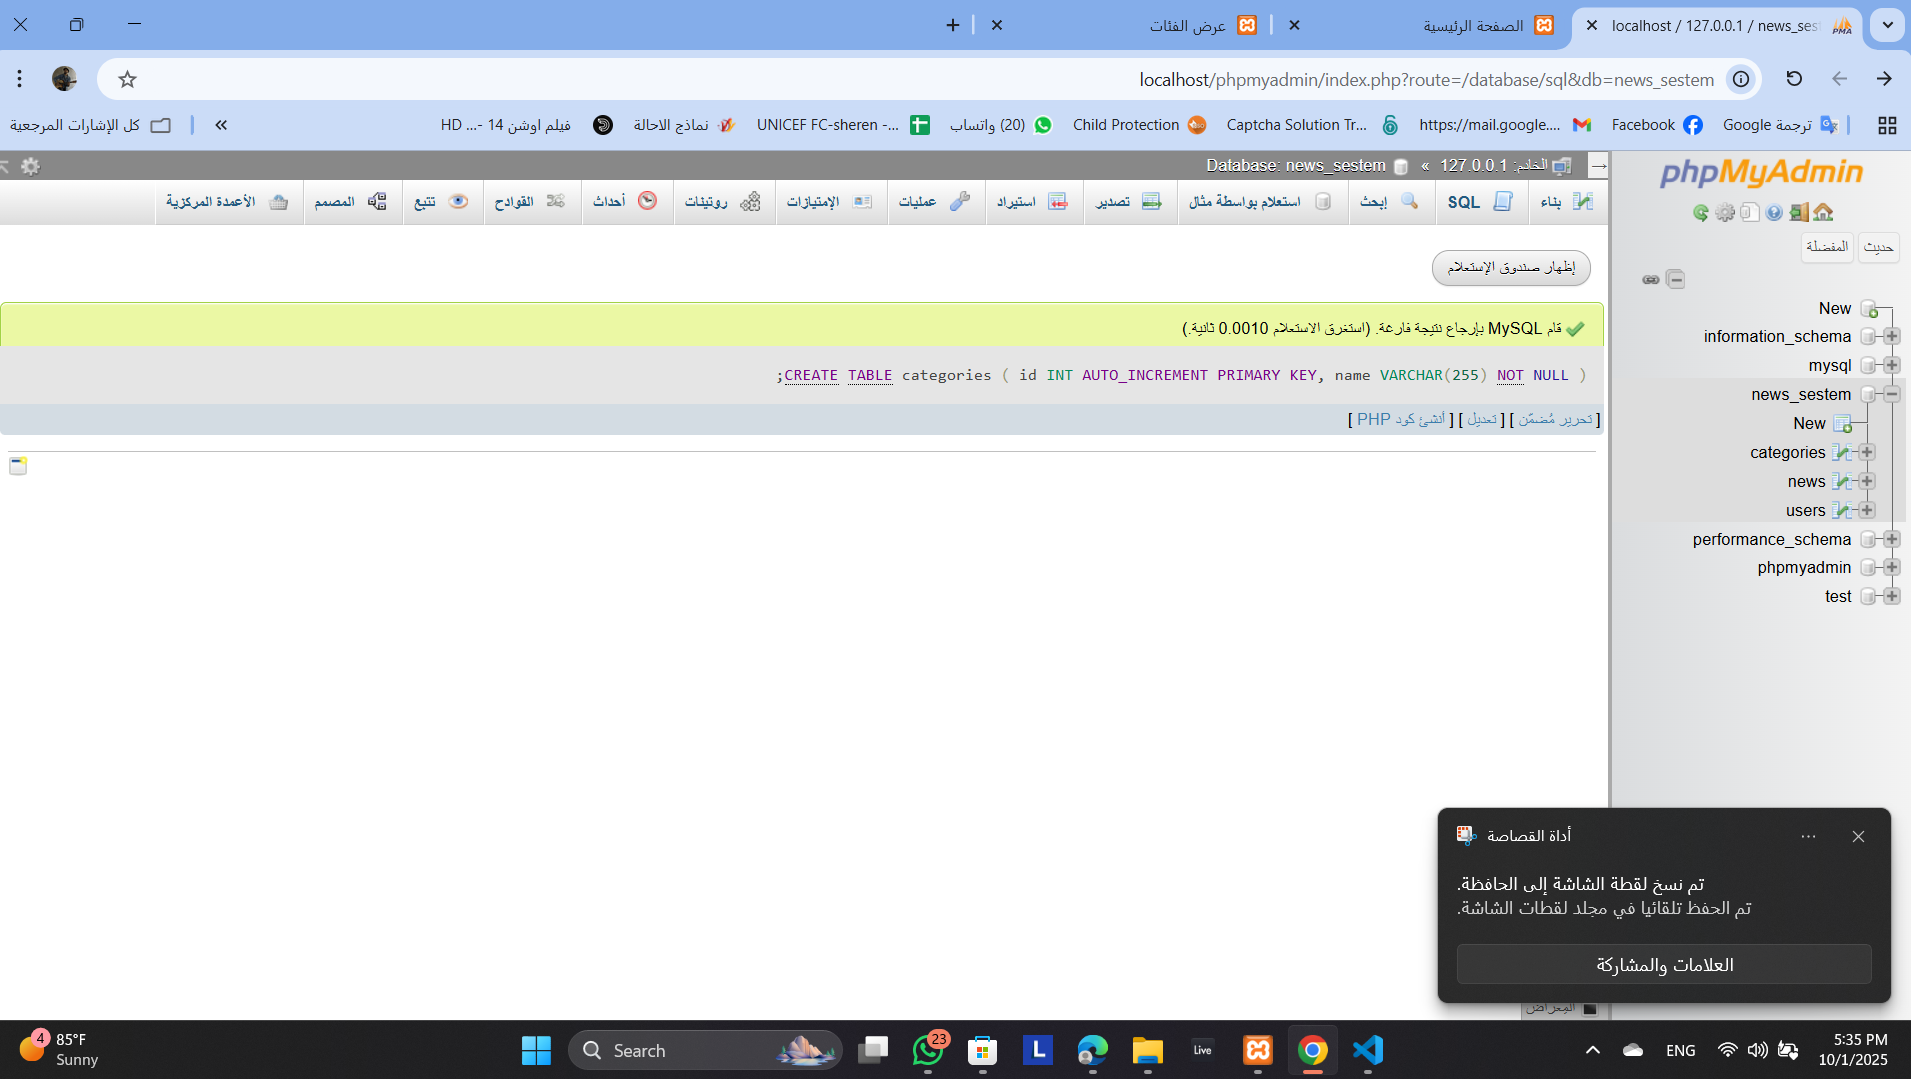 localhost / 127.0.0.1 / news_sest
الصفحة الرئيسية
عرض الفئات
localhost/phpmyadmin/index.php?route=/database/sql&db=news_sestem
ترجمة Google
Facebook
https://mail.google....
Captcha Solution Tr...
Child Protection
(20) واتساب
UNICEF FC-sheren -...
نماذج الاحالة
فيلم اوشن 14 -... HD
كل الإشارات المرجعية
phpMyAdmin
حديث
المفضلة
New
information_schema
mysql
news_sestem
New
categories
news
users
performance_schema
phpmyadmin
test
الخادم: 127.0.0.1 » Database: news_sestem
بناء
SQL
إبحث
استعلام بواسطة مثال
تصدير
استيراد
عمليات
الإمتيازات
روتينات
أحداث
القوادح
تتبع
المصمم
الأعمدة المركزية
إظهار صندوق الإستعلام
قام MySQL بإرجاع نتيجة فارغة. (استغرق الاستعلام 0.0010 ثانية.)
CREATE TABLE categories ( id INT AUTO_INCREMENT PRIMARY KEY, name VARCHAR(255) NOT NULL );
[ تحرير مُضمّن ] [ تعديل ] [ أنشئ كود PHP ]
أداة القصاصة
تم نسخ لقطة الشاشة إلى الحافظة.
تم الحفظ تلقائيا في مجلد لقطات الشاشة.
العلامات والمشاركة
4
85°F
Sunny
Search
23
L
Live
ENG
5:35 PM
10/1/2025